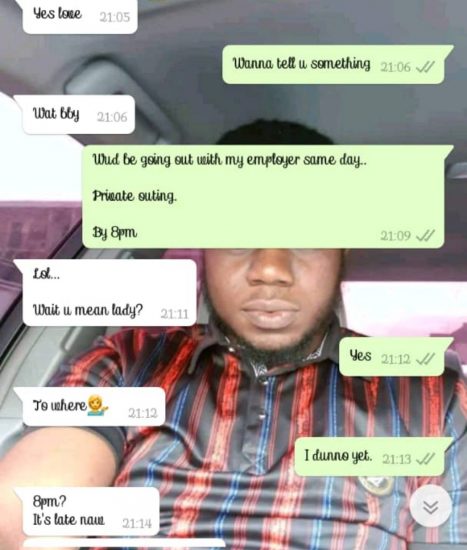 Yes love 21:05
Wanna tell u something 21:06
Wat bby 21:06
Wud be going out with my employer same day..
Private outing.
By 8pm 21:09
Lol...
Wait u mean lady? 21:11
Yes 21:12
To where💁 21:12
I dunno yet. 21:13
8pm?
It's late naw 21:14